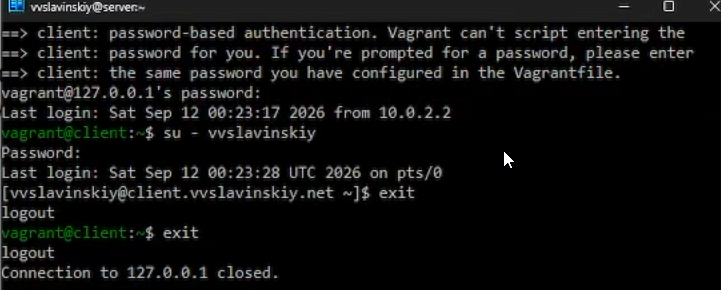 vvslavinskiy@server:~
==> client: password-based authentication. Vagrant can't script entering the
==> client: password for you. If you're prompted for a password, please enter
==> client: the same password you have configured in the Vagrantfile.
vagrant@127.0.0.1's password:
Last login: Sat Sep 12 00:23:17 2026 from 10.0.2.2
vagrant@client:~$ su - vvslavinskiy
Password:
Last login: Sat Sep 12 00:23:28 UTC 2026 on pts/0
[vvslavinskiy@client.vvslavinskiy.net ~]$ exit
logout
vagrant@client:~$ exit
logout
Connection to 127.0.0.1 closed.